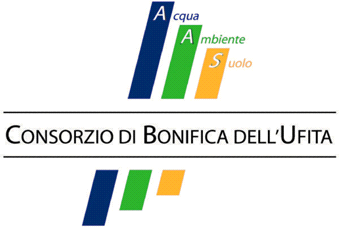 Acqua
Ambiente
Suolo
CONSORZIO DI BONIFICA DELL'UFITA